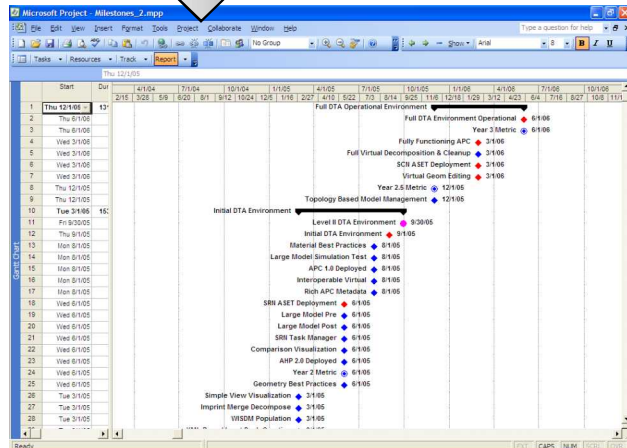 Microsoft Project - Milestones_2.mpp
File Edit View Insert Format Tools Project Collaborate Window Help Type a question for help
No Group Show Arial 8 B I U
Tasks Resources Track Report
Thu 12/1/05
Start Dur 4/1/04 7/1/04 10/1/04 1/1/05 4/1/05 7/1/05 10/1/05 1/1/06 4/1/06 7/1/06 10/1/06
2/15 3/28 5/9 6/20 8/1 9/12 10/24 12/5 1/16 2/27 4/10 5/22 7/3 8/14 9/25 11/6 12/18 1/29 3/12 4/23 6/4 7/16 8/27 10/8
1 Thu 12/1/05 Full DTA Operational Environment
2 Thu 6/1/06 Full DTA Environment Operational 6/1/06
3 Thu 6/1/06 Year 3 Metric 6/1/06
4 Wed 3/1/06 Fully Functioning APC 3/1/06
5 Wed 3/1/06 Full Virtual Decomposition & Cleanup 3/1/06
6 Wed 3/1/06 SCN ASET Deployment 3/1/06
7 Wed 3/1/06 Virtual Geom Editing 3/1/06
8 Thu 12/1/05 Year 2.5 Metric 12/1/05
9 Thu 12/1/05 Topology Based Model Management 12/1/05
10 Tue 3/1/05 Initial DTA Environment
11 Fri 9/30/05 Level II DTA Environment 9/30/05
12 Thu 9/1/05 Initial DTA Environment 9/1/05
13 Mon 8/1/05 Material Best Practices 8/1/05
14 Mon 8/1/05 Large Model Simulation Test 8/1/05
15 Mon 8/1/05 APC 1.0 Deployed 8/1/05
16 Mon 8/1/05 Interoperable Virtual 8/1/05
17 Mon 8/1/05 Rich APC Metadata 8/1/05
18 Wed 6/1/05 SRN ASET Deployment 6/1/05
19 Wed 6/1/05 Large Model Pre 6/1/05
20 Wed 6/1/05 Large Model Post 6/1/05
21 Wed 6/1/05 SRN Task Manager 6/1/05
22 Wed 6/1/05 Comparison Visualization 6/1/05
23 Wed 6/1/05 AHP 2.0 Deployed 6/1/05
24 Wed 6/1/05 Year 2 Metric 6/1/05
25 Wed 6/1/05 Geometry Best Practices 6/1/05
26 Tue 3/1/05 Simple View Visualization 3/1/05
27 Tue 3/1/05 Imprint Merge Decompose 3/1/05
28 Tue 3/1/05 WISDM Population 3/1/05
Gantt Chart
Ready EXT CAPS NUM SCRL OVR